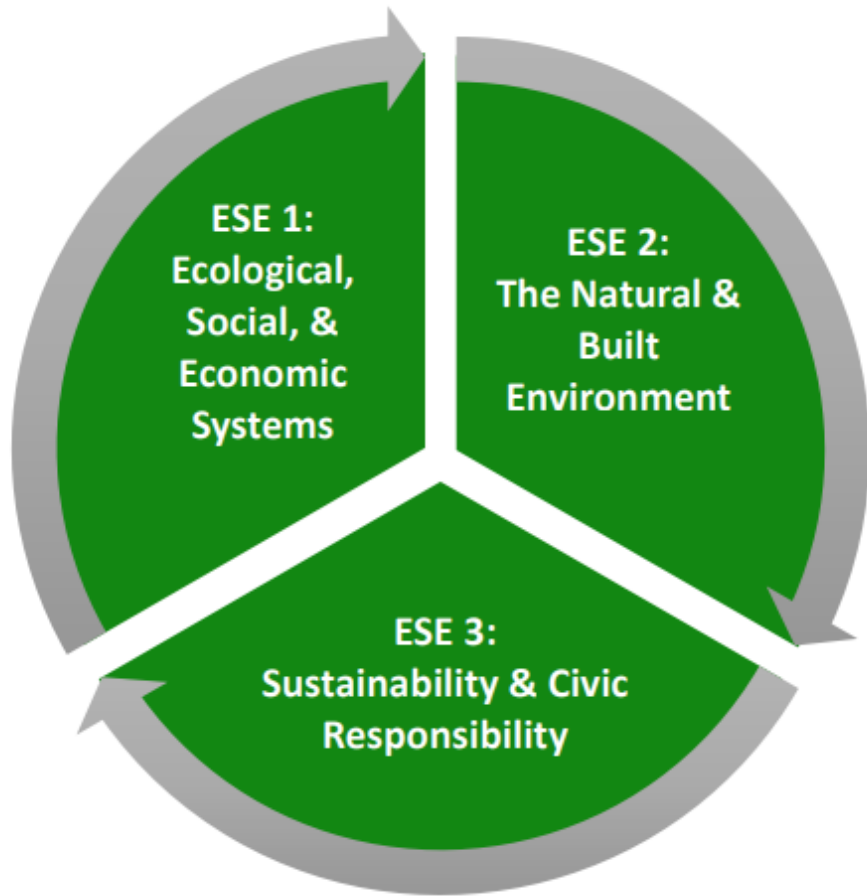 ESE 1:
Ecological,
Social, &
Economic
Systems
ESE 2:
The Natural &
Built
Environment
ESE 3:
Sustainability & Civic
Responsibility